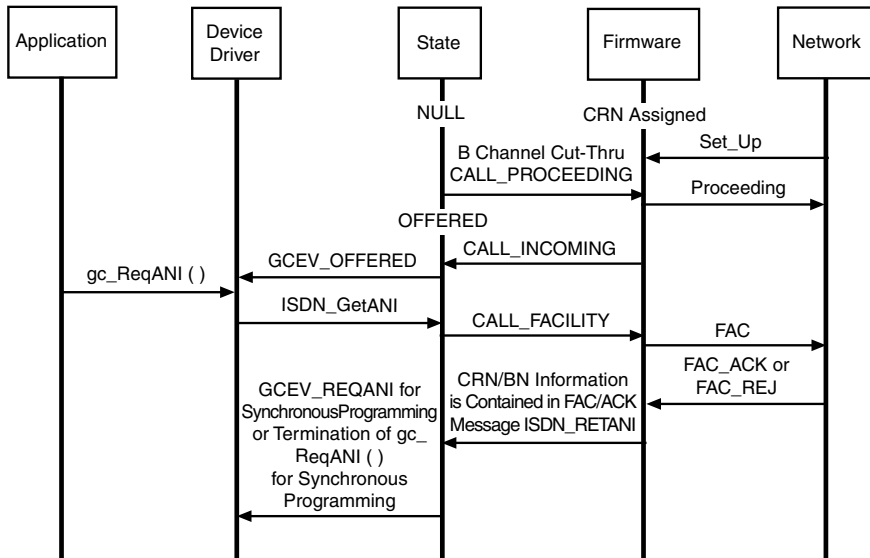 Application
Device
Driver
State
Firmware
Network
NULL
CRN Assigned
Set_Up
B Channel Cut-Thru
CALL_PROCEEDING
Proceeding
OFFERED
CALL_INCOMING
GCEV_OFFERED
gc_ReqANI ( )
ISDN_GetANI
CALL_FACILITY
FAC
FAC_ACK or
FAC_REJ
CRN/BN Information
is Contained in FAC/ACK
Message ISDN_RETANI
GCEV_REQANI for
SynchronousProgramming
or Termination of gc_
ReqANI ( )
for Synchronous
Programming